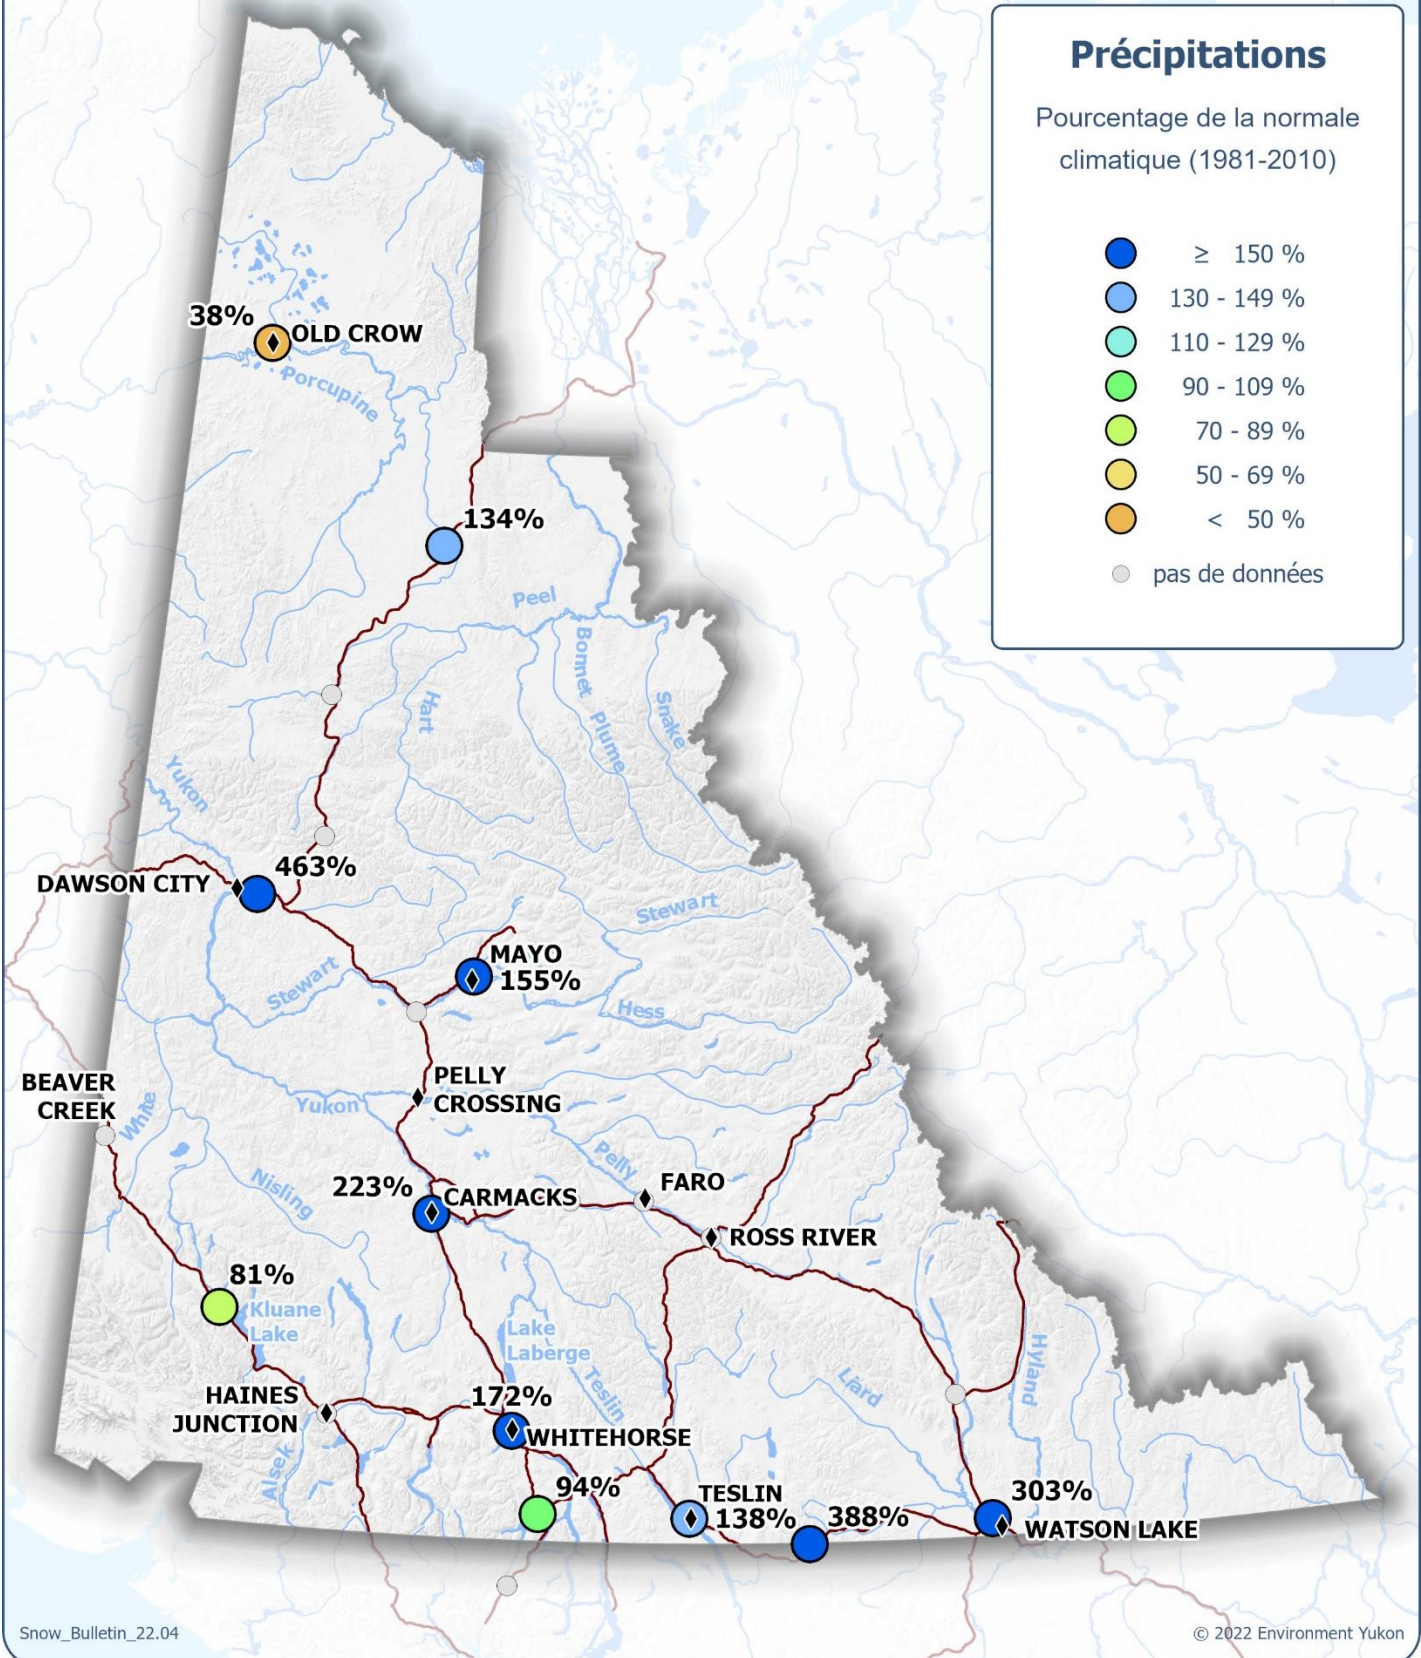 Précipitations
Pourcentage de la normale
climatique (1981-2010)
≥ 150 %
130 - 149 %
110 - 129 %
90 - 109 %
70 - 89 %
50 - 69 %
< 50 %
pas de données
38%
OLD CROW
Porcupine
134%
Peel
Bonnet Plume
Snake
Hart
Yukon
463%
DAWSON CITY
Stewart
MAYO
155%
Stewart
Hess
BEAVER
CREEK
White
PELLY
CROSSING
Yukon
Pelly
Nisling
223%
CARMACKS
FARO
ROSS RIVER
81%
Kluane
Lake
Lake
Laberge
Teslin
Liard
Hyland
HAINES
JUNCTION
172%
WHITEHORSE
Alsek
94%
TESLIN
138%
388%
303%
WATSON LAKE
Snow_Bulletin_22.04
© 2022 Environment Yukon